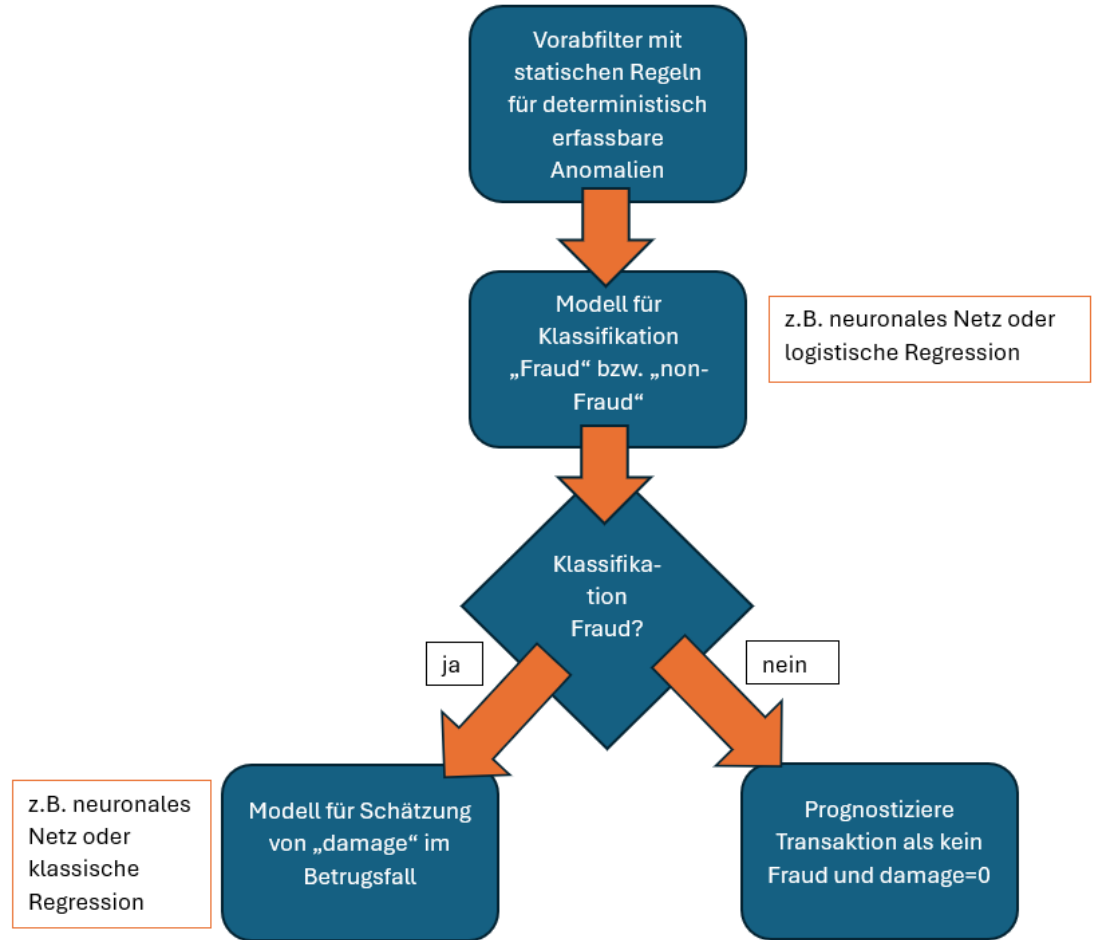 Vorabfilter mit
statischen Regeln
für deterministisch
erfassbare
Anomalien
Modell für
Klassifikation
„Fraud“ bzw. „non-
Fraud“
z.B. neuronales Netz oder
logistische Regression
Klassifika-
tion
Fraud?
ja
nein
z.B. neuronales
Netz oder
klassische
Regression
Modell für Schätzung
von „damage“ im
Betrugsfall
Prognostiziere
Transaktion als kein
Fraud und damage=0